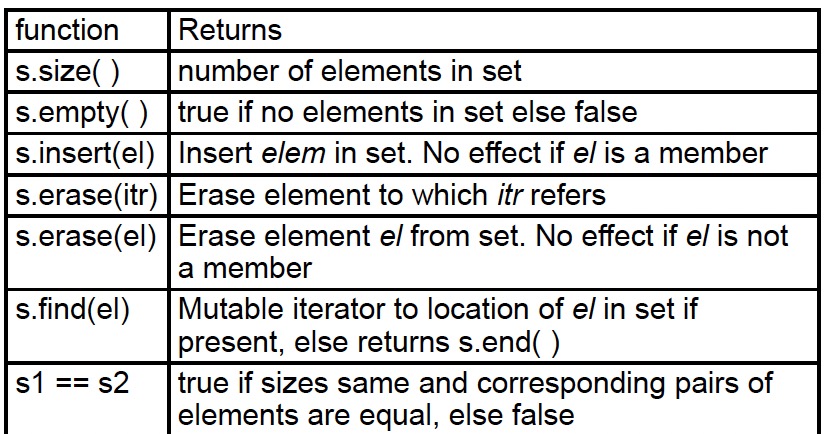 function Returns
s.size( ) number of elements in set
s.empty( ) true if no elements in set else false
s.insert(el) Insert elem in set. No effect if el is a member
s.erase(itr) Erase element to which itr refers
s.erase(el) Erase element el from set. No effect if el is not
a member
s.find(el) Mutable iterator to location of el in set if
present, else returns s.end( )
s1 == s2 true if sizes same and corresponding pairs of
elements are equal, else false